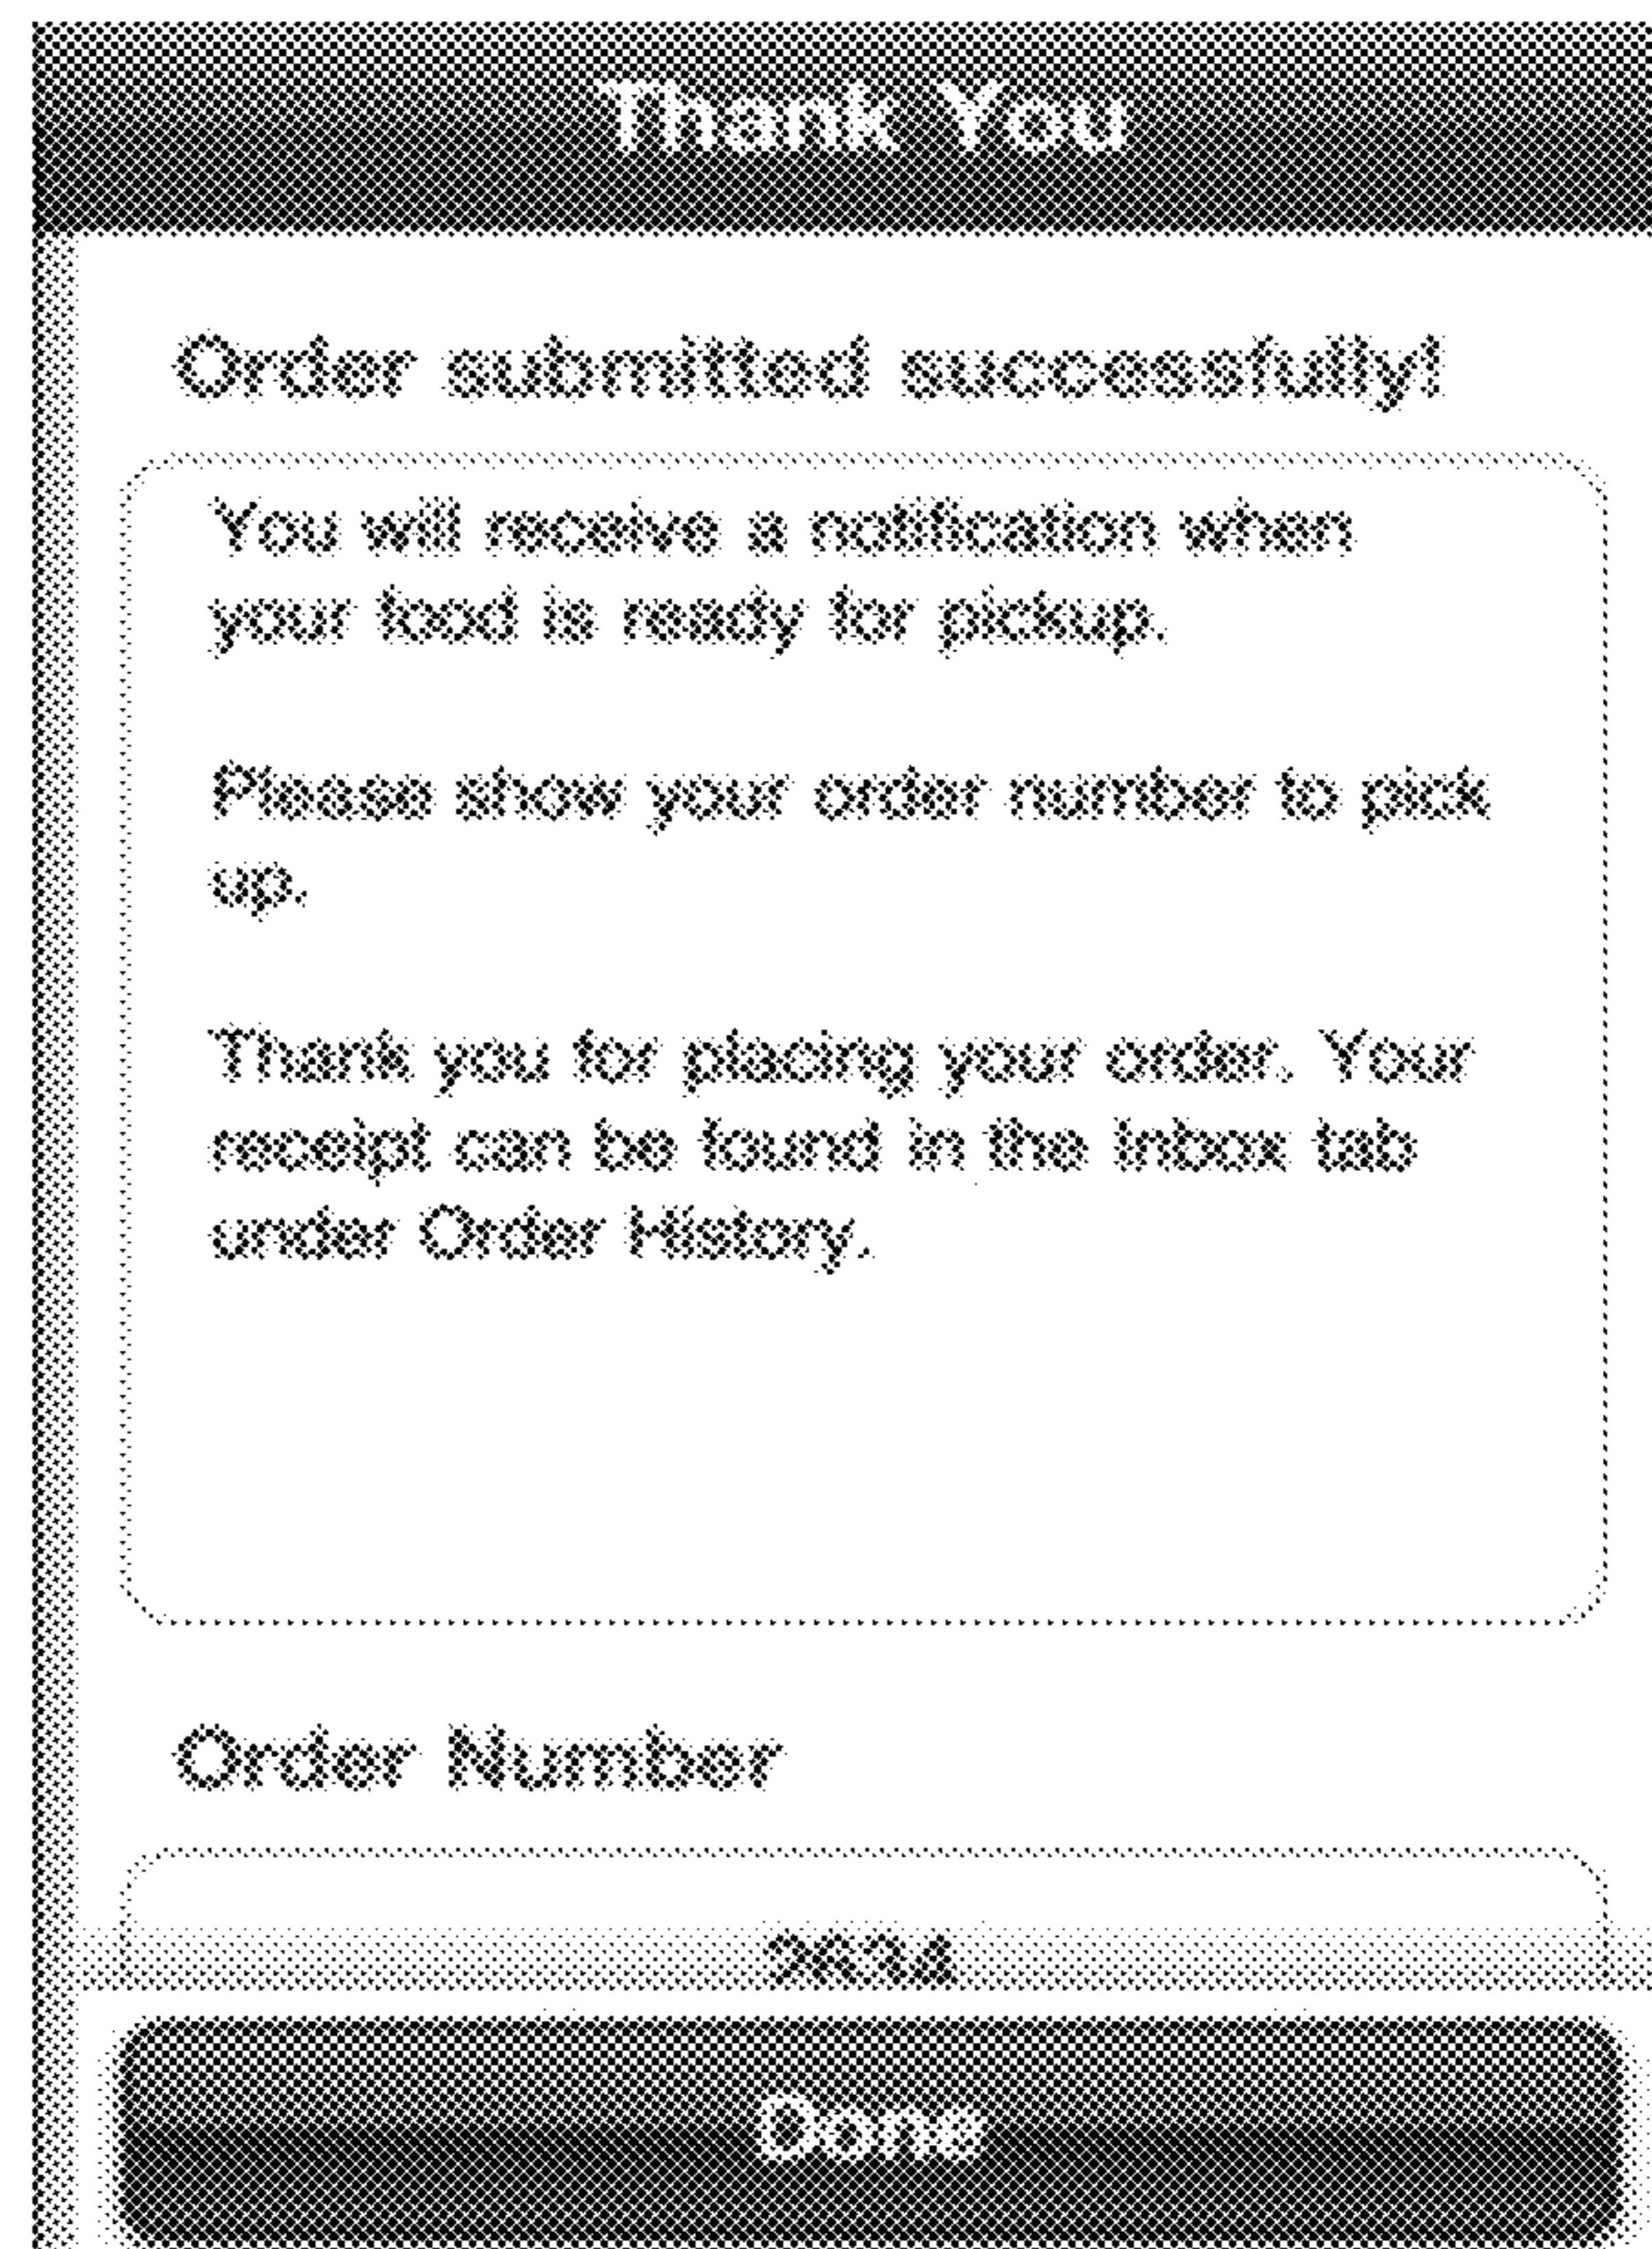 Thank You
Order submitted successfully!
You will receive a notification when
your food is ready for pickup.
Please show your order number to pick
up.
Thank you for placing your order. Your
receipt can be found in the Inbox tab
under Order History.
Order Number
2634
Done